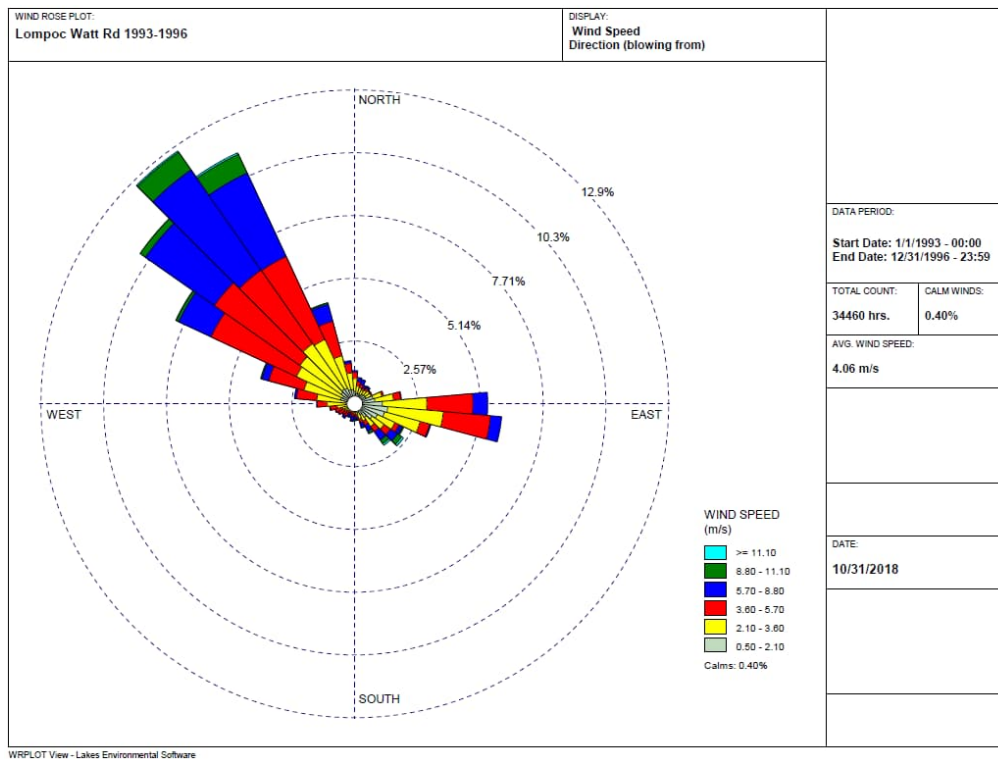 WIND ROSE PLOT:
Lompoc Watt Rd 1993-1996
DISPLAY:
Wind Speed
Direction (blowing from)
NORTH
12.9%
10.3%
7.71%
5.14%
2.57%
WEST
EAST
SOUTH
WIND SPEED
(m/s)
>= 11.10
8.80 - 11.10
5.70 - 8.80
3.60 - 5.70
2.10 - 3.60
0.50 - 2.10
Calms: 0.40%
DATA PERIOD:
Start Date: 1/1/1993 - 00:00
End Date: 12/31/1996 - 23:59
TOTAL COUNT:
34460 hrs.
CALM WINDS:
0.40%
AVG. WIND SPEED:
4.06 m/s
DATE:
10/31/2018
WRPLOT View - Lakes Environmental Software